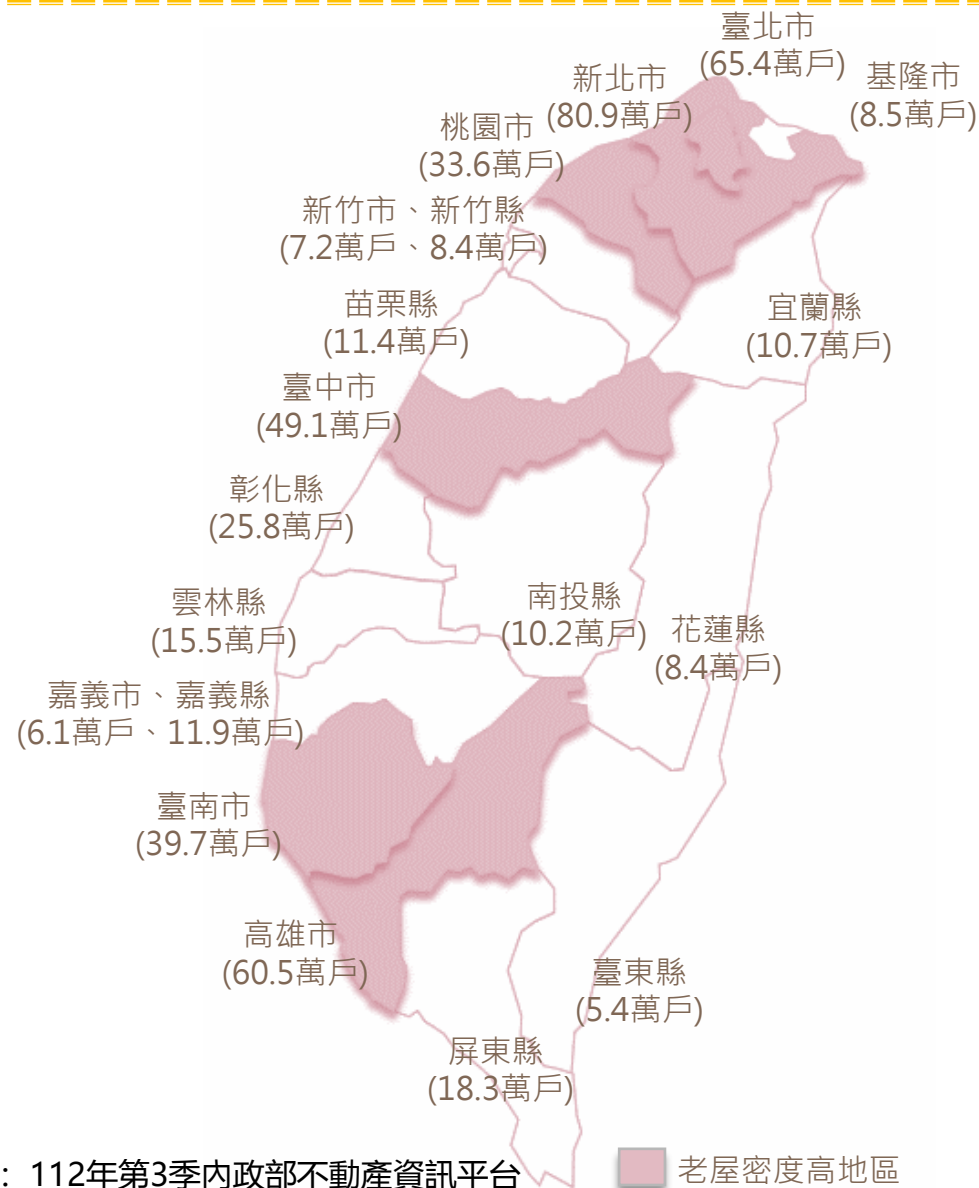 臺北市
(65.4萬戶)
新北市
(80.9萬戶)
基隆市
(8.5萬戶)
桃園市
(33.6萬戶)
新竹市、新竹縣
(7.2萬戶、8.4萬戶)
苗栗縣
(11.4萬戶)
宜蘭縣
(10.7萬戶)
臺中市
(49.1萬戶)
彰化縣
(25.8萬戶)
雲林縣
(15.5萬戶)
南投縣
(10.2萬戶)
花蓮縣
(8.4萬戶)
嘉義市、嘉義縣
(6.1萬戶、11.9萬戶)
臺南市
(39.7萬戶)
高雄市
(60.5萬戶)
臺東縣
(5.4萬戶)
屏東縣
(18.3萬戶)
：112年第3季內政部不動產資訊平台
老屋密度高地區